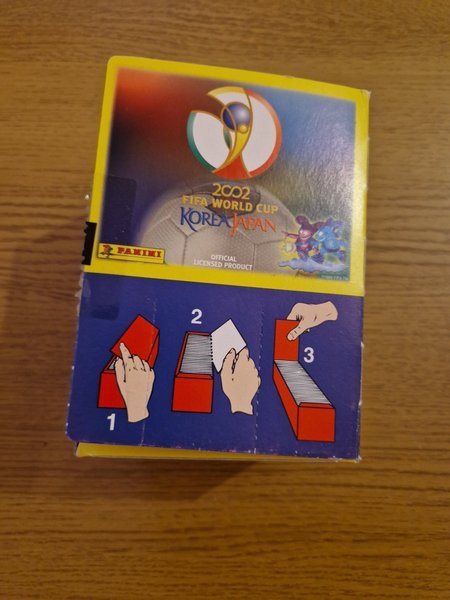 2002
FIFA WORLD CUP
KOREA JAPAN
OFFICIAL
LICENSED PRODUCT
PANINI
1
2
3